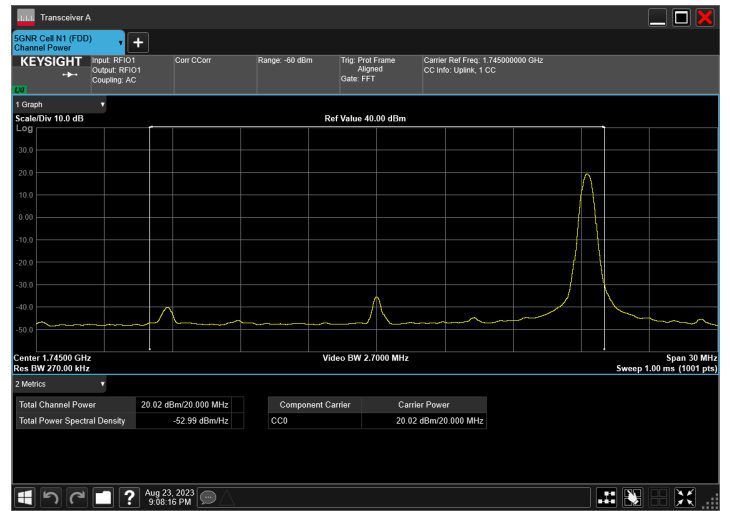 Transceiver A
5GNR Cell N1 (FDD)
Channel Power
+
KEYSIGHT
Input: RFIO1
Output: RFIO1
Coupling: AC
Corr CCorr
Range: -60 dBm
Trig: Prot Frame
Aligned
Gate: FFT
Carrier Ref Freq: 1.745000000 GHz
CC Info: Uplink, 1 CC
LXI
1 Graph
Scale/Div 10.0 dB
Ref Value 40.00 dBm
Log
30.0
20.0
10.0
0.00
-10.0
-20.0
-30.0
-40.0
-50.0
Center 1.74500 GHz
Video BW 2.7000 MHz
Span 30 MHz
Res BW 270.00 kHz
Sweep 1.00 ms (1001 pts)
2 Metrics
Total Channel Power 20.02 dBm/20.000 MHz
Total Power Spectral Density -52.99 dBm/Hz
Component Carrier Carrier Power
CC0 20.02 dBm/20.000 MHz
?
Aug 23, 2023
9:08:16 PM